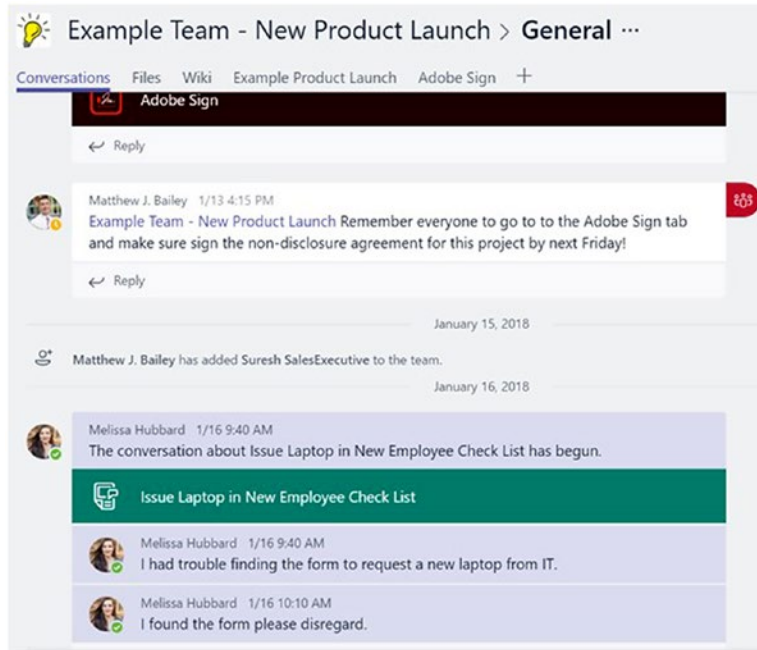 Example Team - New Product Launch > General ...
Conversations Files Wiki Example Product Launch Adobe Sign +
Adobe Sign
Reply
Matthew J. Bailey 1/13 4:15 PM
Example Team - New Product Launch Remember everyone to go to to the Adobe Sign tab
and make sure sign the non-disclosure agreement for this project by next Friday!
Reply
January 15, 2018
Matthew J. Bailey has added Suresh SalesExecutive to the team.
January 16, 2018
Melissa Hubbard 1/16 9:40 AM
The conversation about Issue Laptop in New Employee Check List has begun.
Issue Laptop in New Employee Check List
Melissa Hubbard 1/16 9:40 AM
I had trouble finding the form to request a new laptop from IT.
Melissa Hubbard 1/16 10:10 AM
I found the form please disregard.